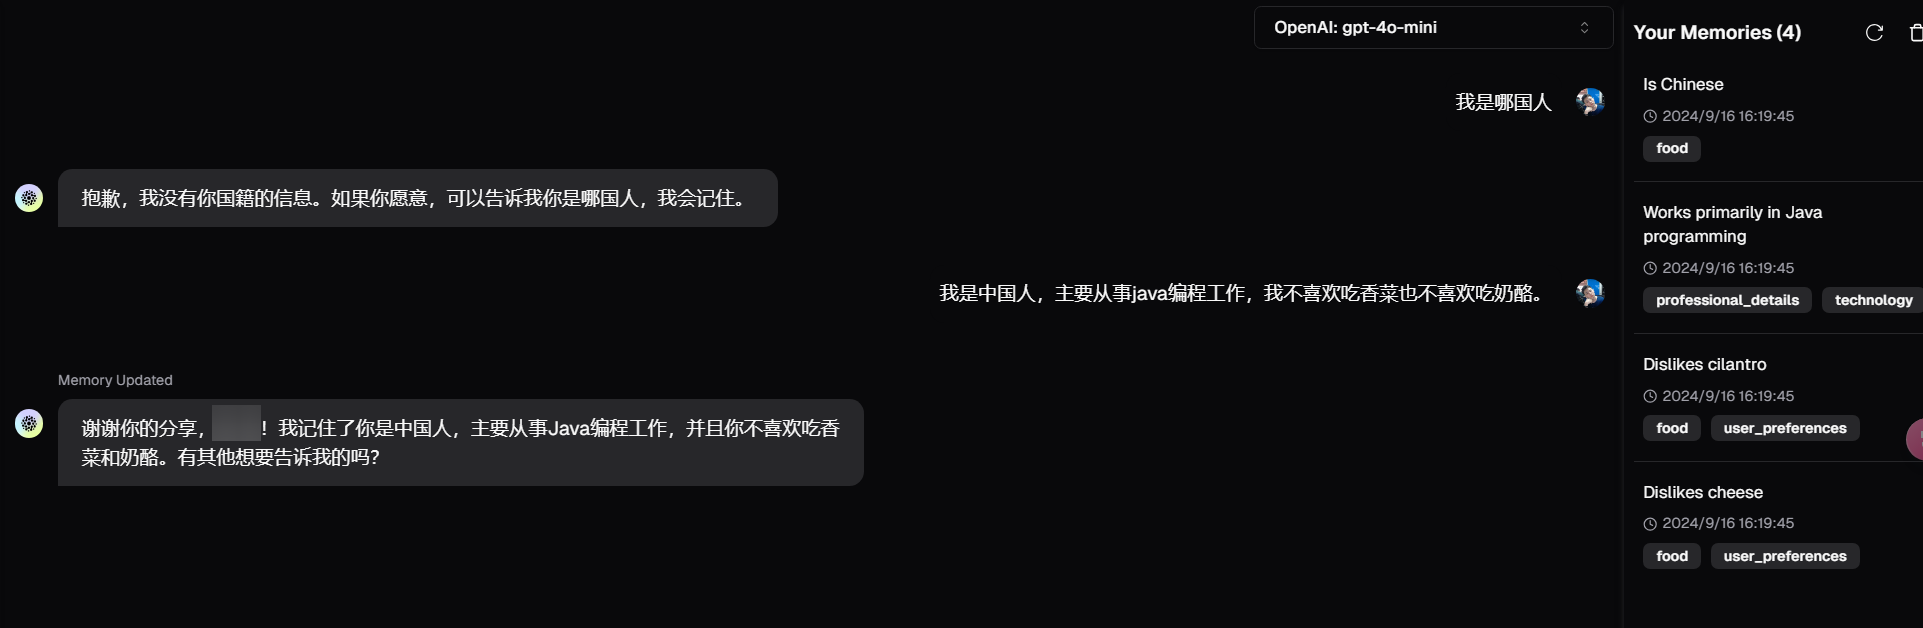 OpenAI: gpt-4o-mini
我是哪国人
抱歉，我没有你国籍的信息。如果你愿意，可以告诉我你是哪国人，我会记住。
我是中国人，主要从事java编程工作，我不喜欢吃香菜也不喜欢吃奶酪。
Memory Updated
谢谢你的分享，！我记住了你是中国人，主要从事Java编程工作，并且你不喜欢吃香
菜和奶酪。有其他想要告诉我的吗？
Your Memories (4)
Is Chinese
2024/9/16 16:19:45
food
Works primarily in Java
programming
2024/9/16 16:19:45
professional_details technology
Dislikes cilantro
2024/9/16 16:19:45
food user_preferences
Dislikes cheese
2024/9/16 16:19:45
food user_preferences